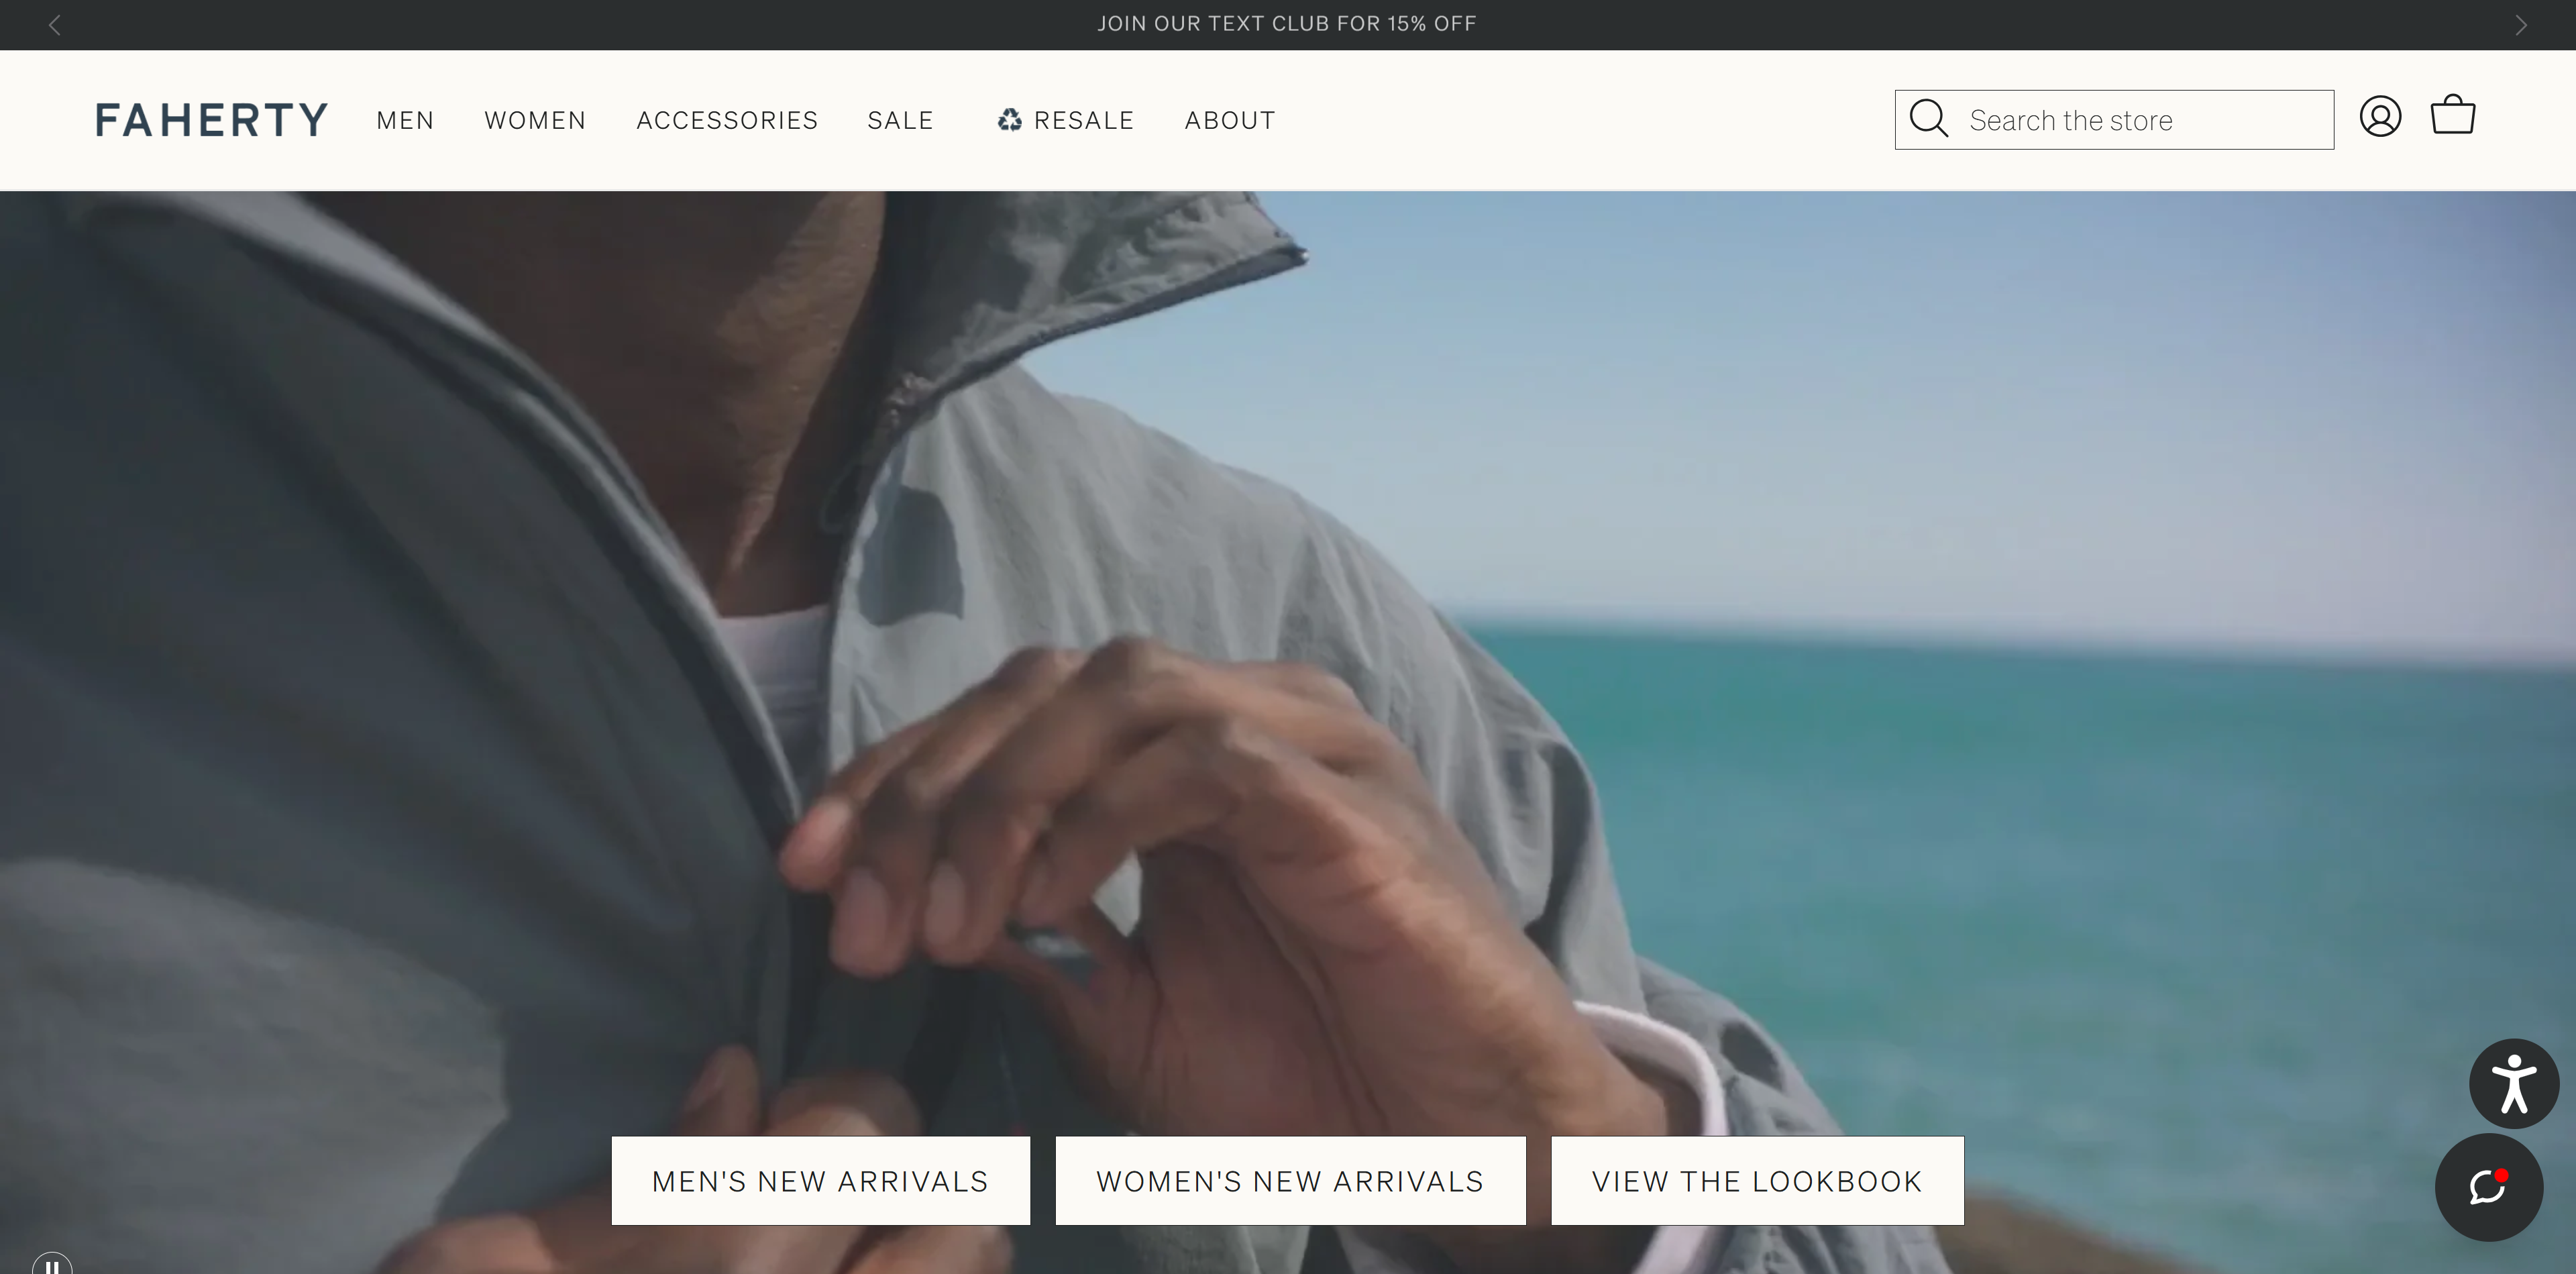 JOIN OUR TEXT CLUB FOR 15% OFF
FAHERTY MEN WOMEN ACCESSORIES SALE RESALE ABOUT Search the store
MEN'S NEW ARRIVALS WOMEN'S NEW ARRIVALS VIEW THE LOOKBOOK